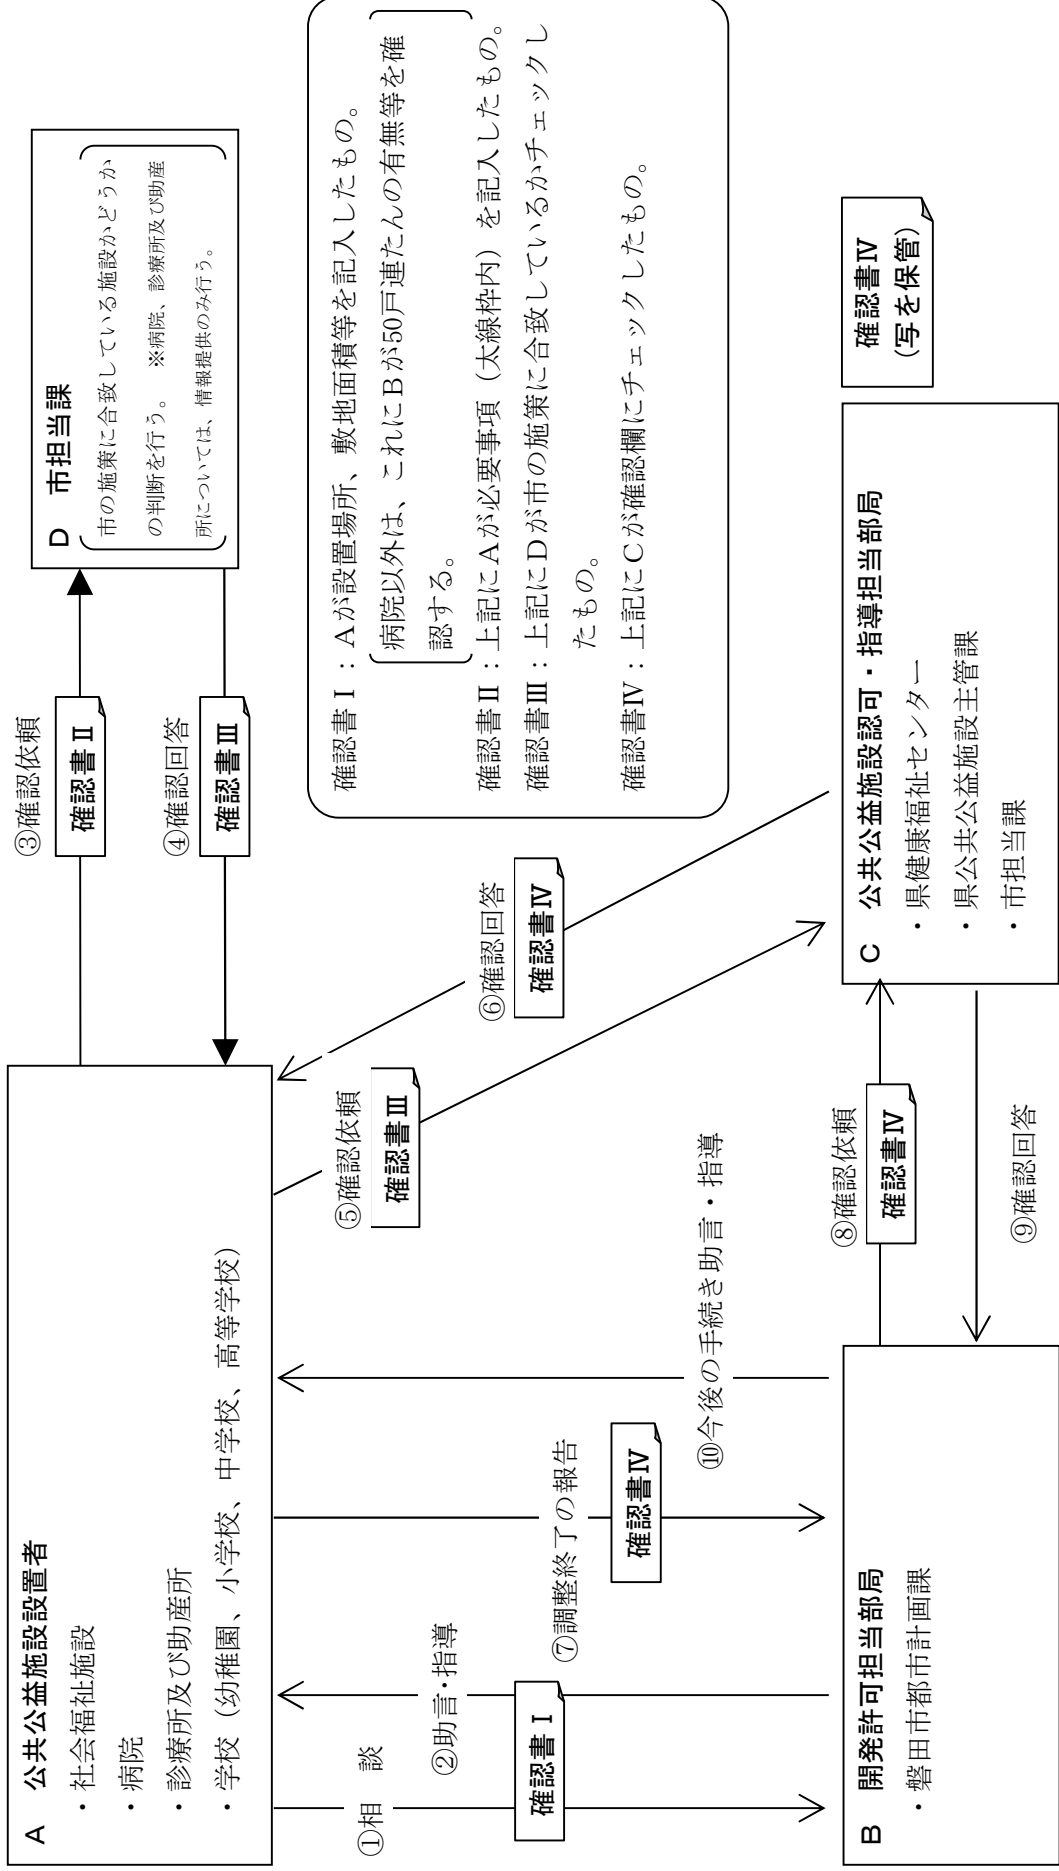 A　公共公益施設設置者
・社会福祉施設
・病院
・診療所及び助産所
・学校（幼稚園、小学校、中学校、高等学校）
③確認依頼
確認書Ⅱ
④確認回答
確認書Ⅲ
D　市担当課
市の施策に合致している施設かどうか
の判断を行う。　※病院、診療所及び助産
所については、情報提供のみ行う。
①相　談
確認書Ⅰ
②助言・指導
⑦調整終了の報告
確認書Ⅳ
⑩今後の手続き助言・指導
⑤確認依頼
確認書Ⅲ
⑥確認回答
確認書Ⅳ
確認書Ⅰ：Aが設置場所、敷地面積等を記入したもの。
病院以外は、これにBが50戸連たんの有無等を確
認する。
確認書Ⅱ：上記にAが必要事項（太線枠内）を記入したもの。
確認書Ⅲ：上記にDが市の施策に合致しているかチェックし
たもの。
確認書Ⅳ：上記にCが確認欄にチェックしたもの。
B　開発許可担当部局
・磐田市都市計画課
⑧確認依頼
確認書Ⅳ
⑨確認回答
C　公共公益施設認可・指導担当部局
・県健康福祉センター
・県公共公益施設主管課
・市担当課
確認書Ⅳ
（写を保管）